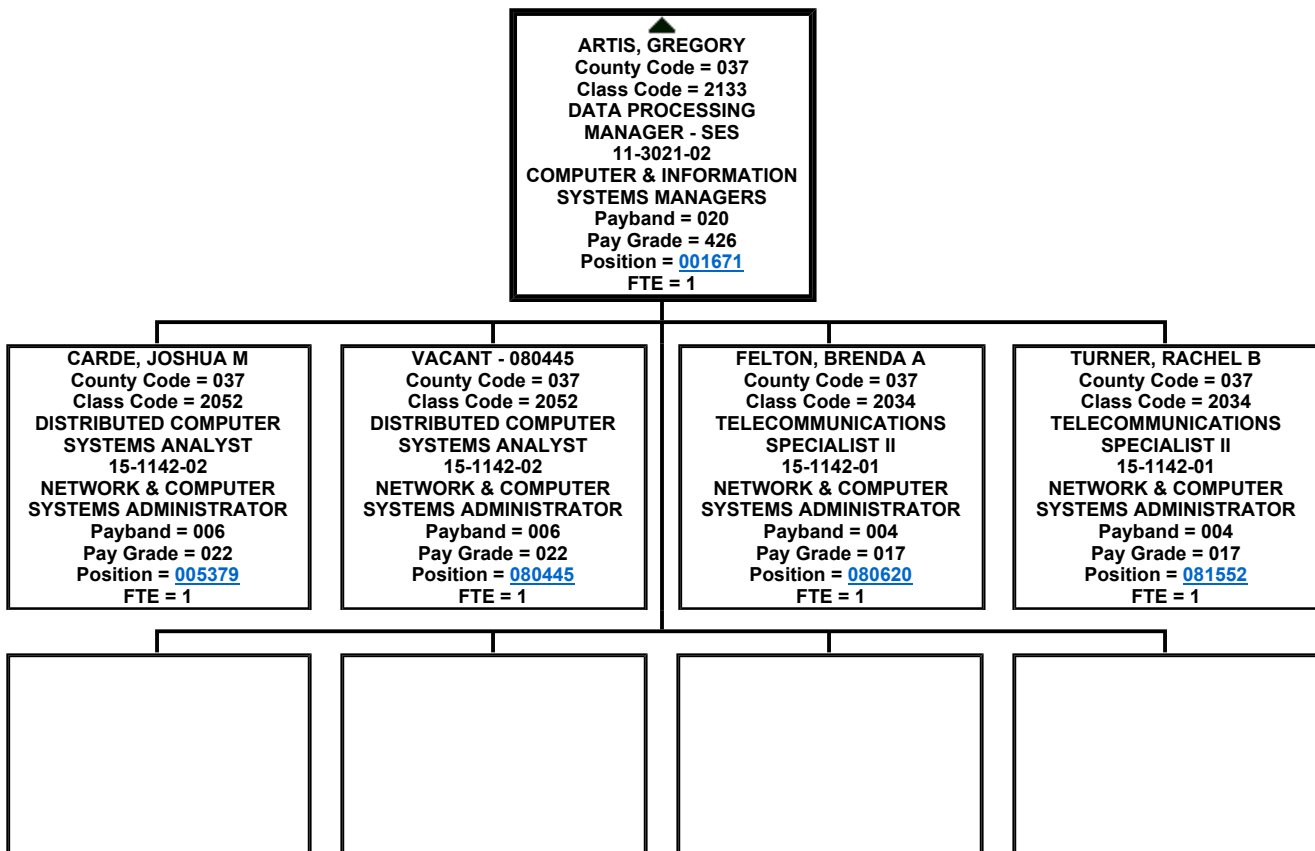 ARTIS, GREGORY
County Code = 037
Class Code = 2133
DATA PROCESSING
MANAGER - SES
11-3021-02
COMPUTER & INFORMATION
SYSTEMS MANAGERS
Payband = 020
Pay Grade = 426
Position = 001671
FTE = 1
CARDE, JOSHUA M
County Code = 037
Class Code = 2052
DISTRIBUTED COMPUTER
SYSTEMS ANALYST
15-1142-02
NETWORK & COMPUTER
SYSTEMS ADMINISTRATOR
Payband = 006
Pay Grade = 022
Position = 005379
FTE = 1
VACANT - 080445
County Code = 037
Class Code = 2052
DISTRIBUTED COMPUTER
SYSTEMS ANALYST
15-1142-02
NETWORK & COMPUTER
SYSTEMS ADMINISTRATOR
Payband = 006
Pay Grade = 022
Position = 080445
FTE = 1
FELTON, BRENDA A
County Code = 037
Class Code = 2034
TELECOMMUNICATIONS
SPECIALIST II
15-1142-01
NETWORK & COMPUTER
SYSTEMS ADMINISTRATOR
Payband = 004
Pay Grade = 017
Position = 080620
FTE = 1
TURNER, RACHEL B
County Code = 037
Class Code = 2034
TELECOMMUNICATIONS
SPECIALIST II
15-1142-01
NETWORK & COMPUTER
SYSTEMS ADMINISTRATOR
Payband = 004
Pay Grade = 017
Position = 081552
FTE = 1